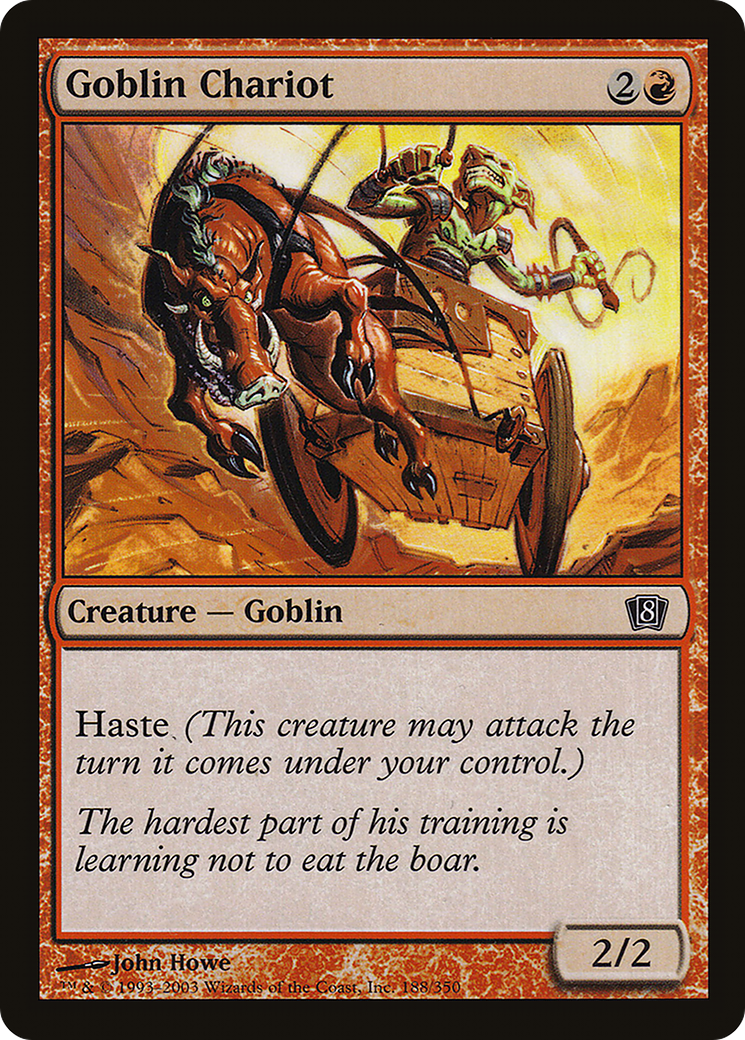 Goblin Chariot 2
Creature — Goblin 8
Haste (This creature may attack the
turn it comes under your control.)
The hardest part of his training is
learning not to eat the boar.
2/2
John Howe
™ & © 1993-2003 Wizards of the Coast, Inc. 188/350